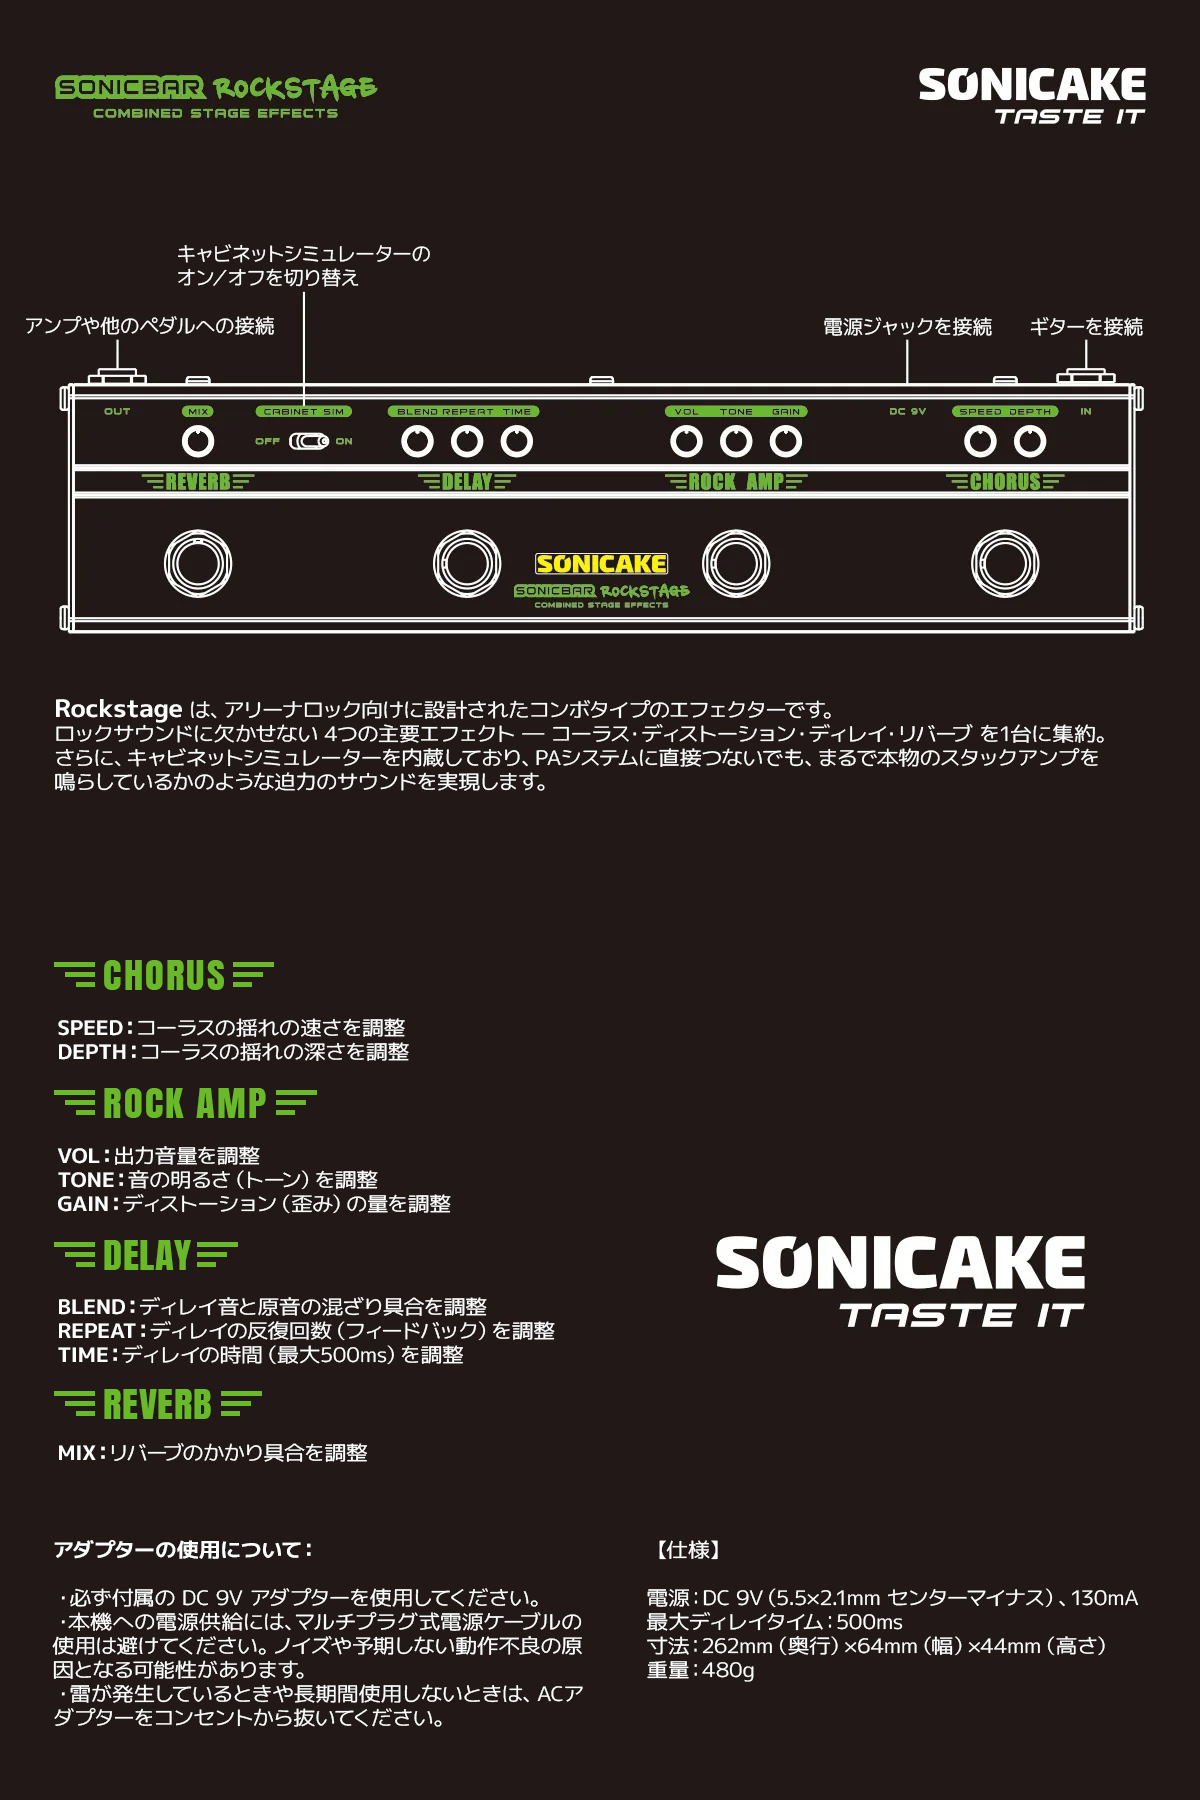 SONICBAR ROCKSTAGE
COMBINED STAGE EFFECTS
SONICAKE
TASTE IT
キャビネットシミュレーターの
オン/オフを切り替え
アンプや他のペダルへの接続
電源ジャックを接続
ギターを接続
OUT
MIX
CABINET SIM
BLEND REPEAT TIME
VOL TONE GAIN
DC 9V
SPEED DEPTH
IN
OFF
ON
REVERB
DELAY
ROCK AMP
CHORUS
SONICAKE
SONICBAR ROCKSTAGE
COMBINED STAGE EFFECTS
Rockstage は、アリーナロック向けに設計されたコンボタイプのエフェクターです。
ロックサウンドに欠かせない 4つの主要エフェクト — コーラス・ディストーション・ディレイ・リバーブ を1台に集約。
さらに、キャビネットシミュレーターを内蔵しており、PAシステムに直接つないでも、まるで本物のスタックアンプを
鳴らしているかのような迫力のサウンドを実現します。
CHORUS
SPEED：コーラスの揺れの速さを調整
DEPTH：コーラスの揺れの深さを調整
ROCK AMP
VOL：出力音量を調整
TONE：音の明るさ（トーン）を調整
GAIN：ディストーション（歪み）の量を調整
DELAY
BLEND：ディレイ音と原音の混ざり具合を調整
REPEAT：ディレイの反復回数（フィードバック）を調整
TIME：ディレイの時間（最大500ms）を調整
REVERB
MIX：リバーブのかかり具合を調整
SONICAKE
TASTE IT
アダプターの使用について：
・必ず付属の DC 9V アダプターを使用してください。
・本機への電源供給には、マルチプラグ式電源ケーブルの
使用は避けてください。ノイズや予期しない動作不良の原
因となる可能性があります。
・雷が発生しているときや長期間使用しないときは、ACア
ダプターをコンセントから抜いてください。
【仕様】
電源：DC 9V（5.5×2.1mm センターマイナス）、130mA
最大ディレイタイム：500ms
寸法：262mm（奥行）×64mm（幅）×44mm（高さ）
重量：480g